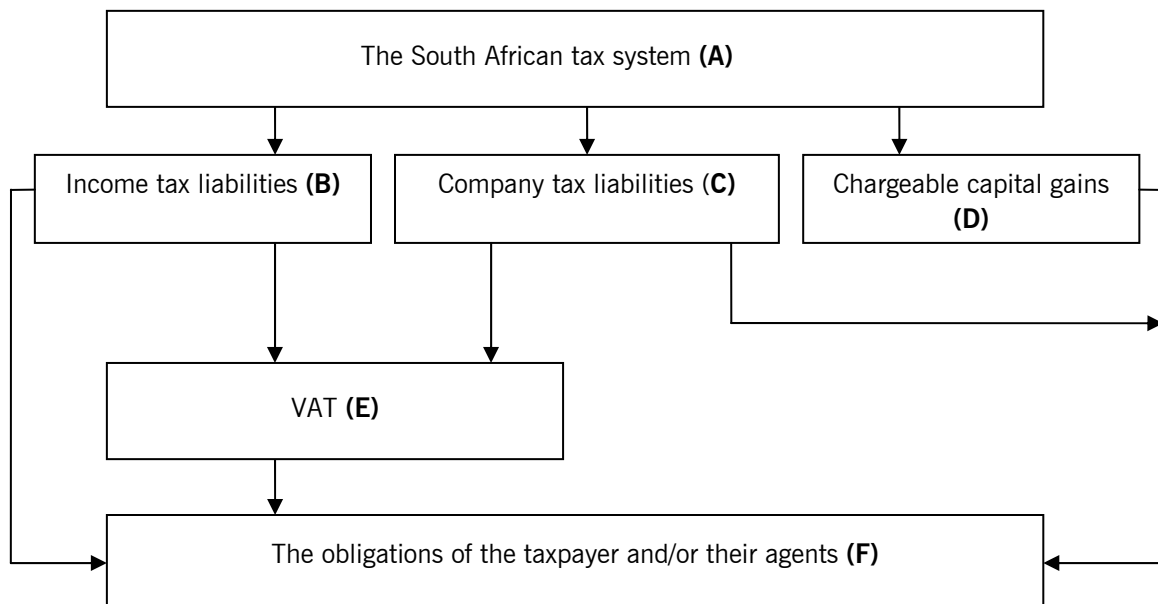 The South African tax system (A)
Income tax liabilities (B)
Company tax liabilities (C)
Chargeable capital gains
(D)
VAT (E)
The obligations of the taxpayer and/or their agents (F)